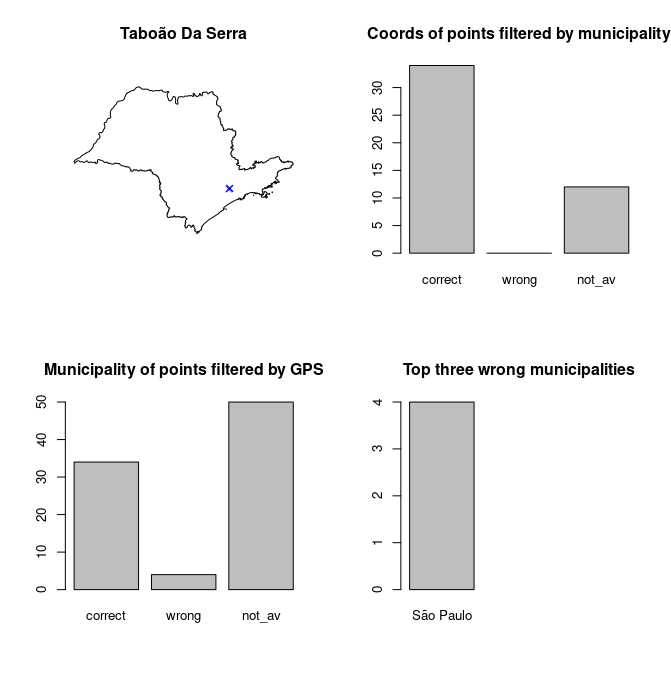 Taboão Da Serra
Coords of points filtered by municipality
30
25
20
15
10
5
0
correct wrong not_av
Municipality of points filtered by GPS
50
40
30
20
10
0
correct wrong not_av
Top three wrong municipalities
4
3
2
1
0
São Paulo